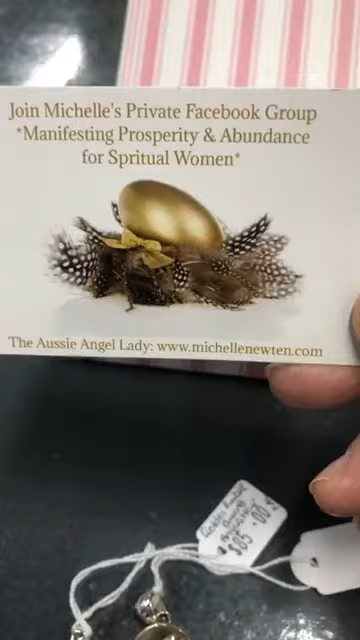 Join Michelle's Private Facebook Group
*Manifesting Prosperity & Abundance
for Spritual Women*
The Aussie Angel Lady: www.michellenewten.com